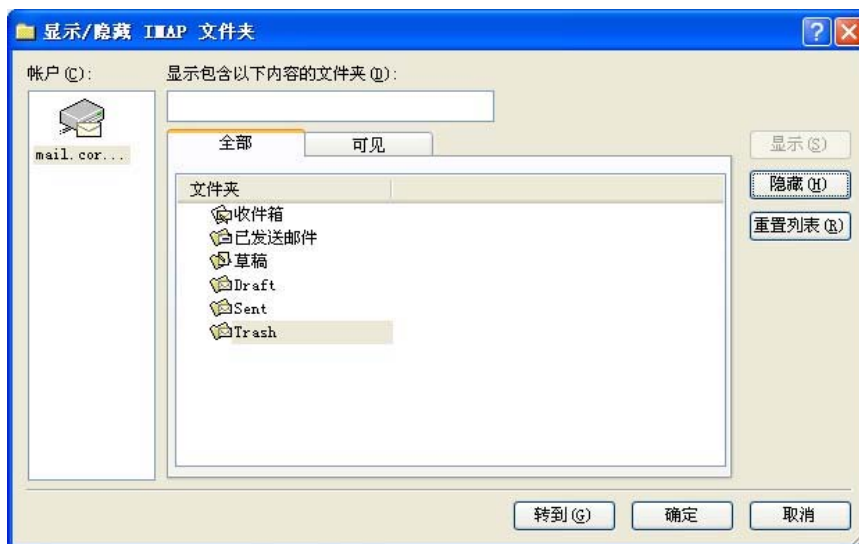 显示/隐藏 IMAP 文件夹
帐户(C):
显示包含以下内容的文件夹(D):
mail.cor...
全部
可见
显示(S)
隐藏(H)
重置列表(R)
文件夹
收件箱
已发送邮件
草稿
Draft
Sent
Trash
转到(G)
确定
取消